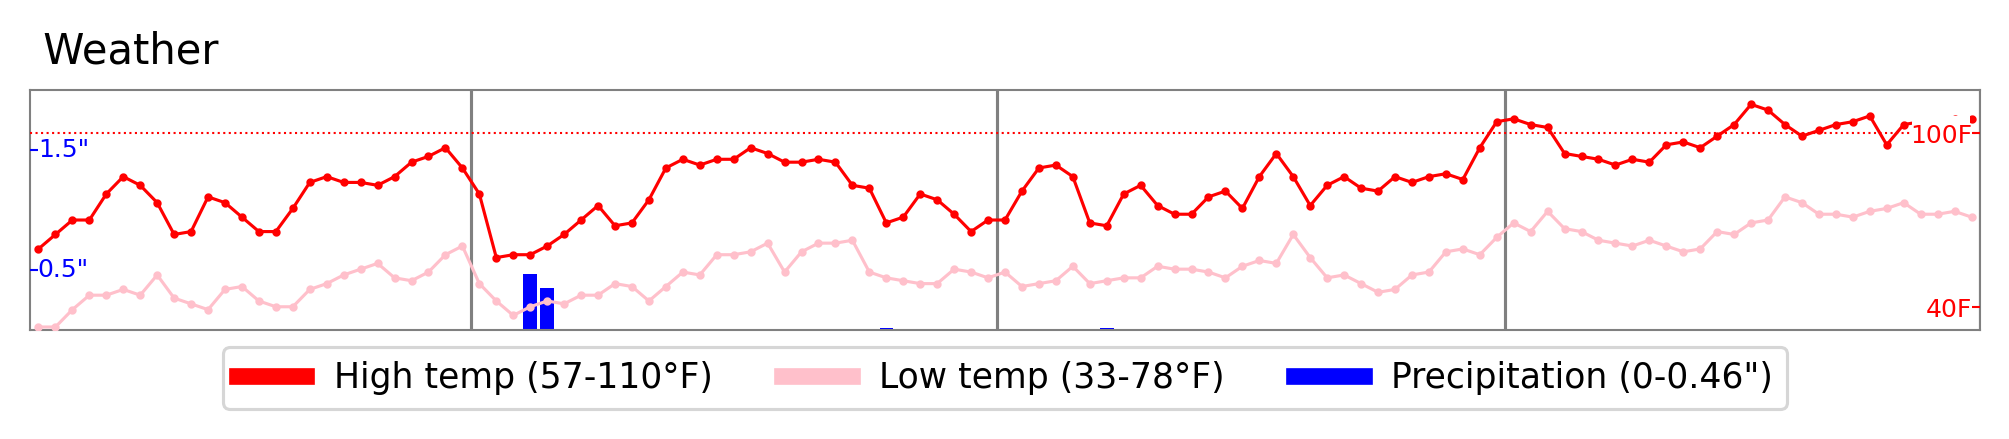 Weather
1.5"
100F
0.5"
40F
High temp (57-110°F) Low temp (33-78°F) Precipitation (0-0.46")